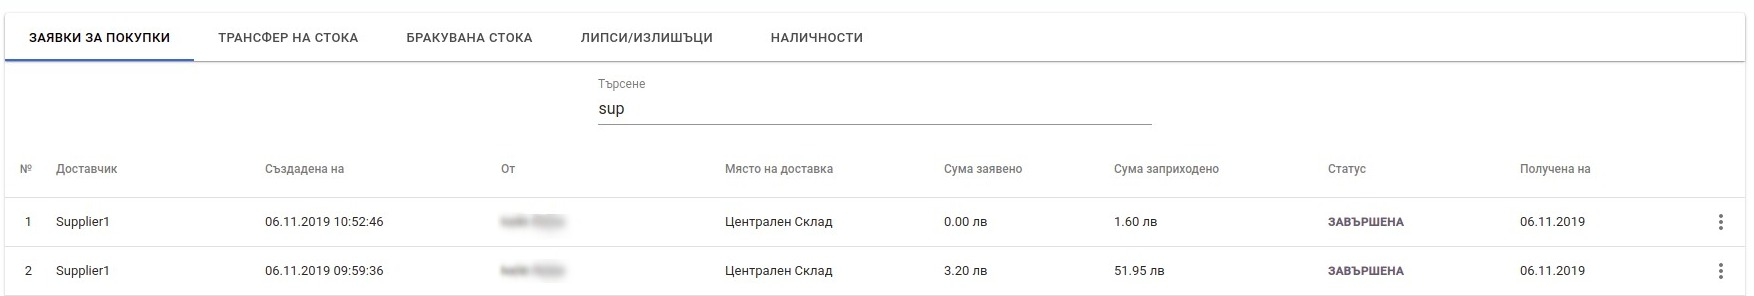 ЗАЯВКИ ЗА ПОКУПКИ ТРАНСФЕР НА СТОКА БРАКУВАНА СТОКА ЛИПСИ/ИЗЛИШЪЦИ НАЛИЧНОСТИ
Търсене
sup
№ Доставчик Създадена на От Място на доставка Сума заявено Сума заприходено Статус Получена на
1 Supplier1 06.11.2019 10:52:46 Централен Склад 0.00 лв 1.60 лв ЗАВЪРШЕНА 06.11.2019
2 Supplier1 06.11.2019 09:59:36 Централен Склад 3.20 лв 51.95 лв ЗАВЪРШЕНА 06.11.2019